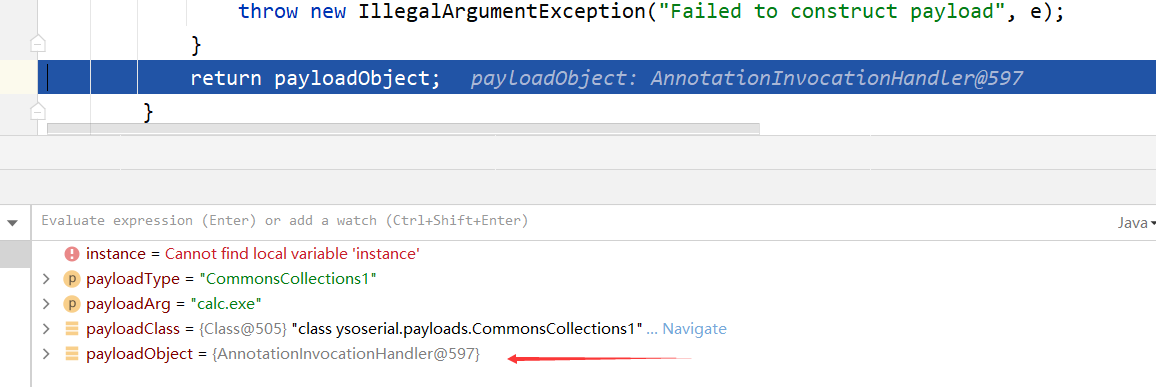 throw new IllegalArgumentException("Failed to construct payload", e);
}
return payloadObject; payloadObject: AnnotationInvocationHandler@597
}
Evaluate expression (Enter) or add a watch (Ctrl+Shift+Enter)
Java
instance = Cannot find local variable 'instance'
p payloadType = "CommonsCollections1"
p payloadArg = "calc.exe"
payloadClass = {Class@505} "class ysoserial.payloads.CommonsCollections1" ... Navigate
payloadObject = {AnnotationInvocationHandler@597}